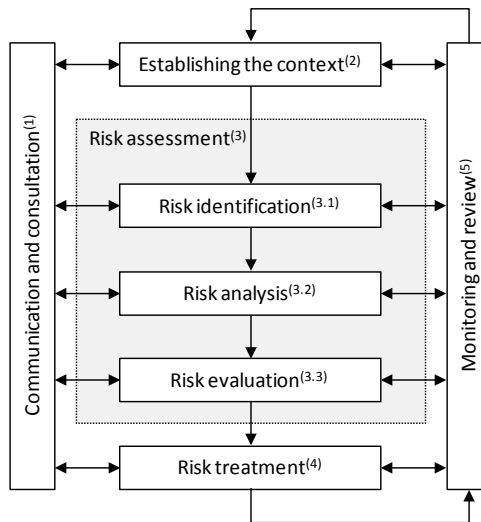 Establishing the context(2)
Communication and consultation(1)
Risk assessment(3)
Monitoring and review(5)
Risk identification(3.1)
Risk analysis(3.2)
Risk evaluation(3.3)
Risk treatment(4)